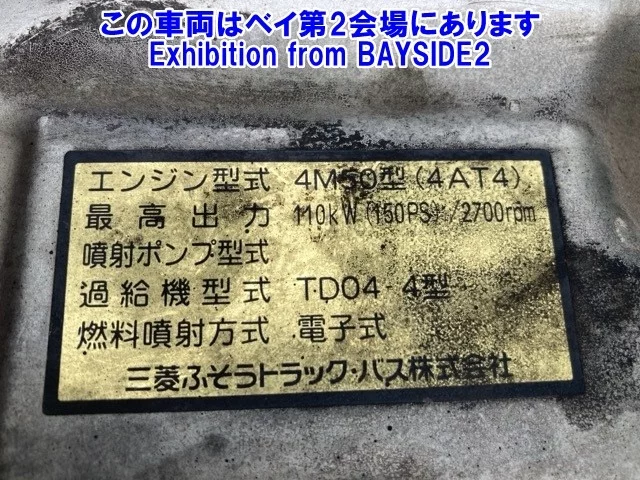 この車両はベイ第2会場にあります
Exhibition from BAYSIDE2
エンジン型式 4M50型(4AT4)
最高出力 110kW(150PS)/2700rpm
噴射ポンプ型式
過給機型式 TD04 4型
燃料噴射方式 電子式
三菱ふそうトラック・バス株式会社